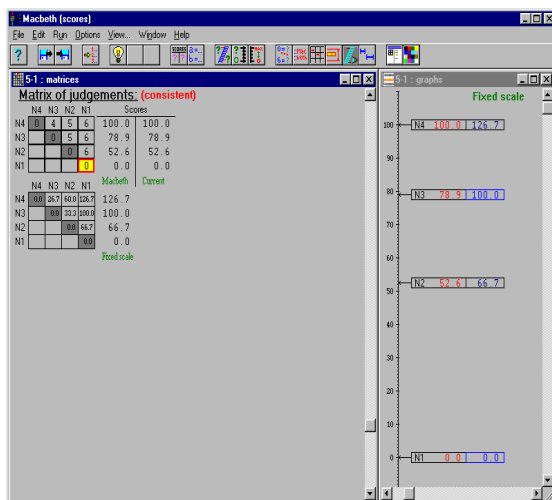 : Macbeth (scores)
File Edit Run Options View... Window Help
5-1 : matrices
Matrix of judgements: (consistent)
N4 N3 N2 N1 Scores
N4 0 4 5 6 100.0 100.0
N3 0 5 6 78.9 78.9
N2 0 6 52.6 52.6
N1 0 0.0 0.0
Macbeth Current
N4 N3 N2 N1
N4 0.0 26.7 60.0 126.7 126.7
N3 0.0 33.3 100.0 100.0
N2 0.0 66.7 66.7
N1 0.0 0.0
Fixed scale
5-1 : graphs
Fixed scale
100 N4 100.0 126.7
90
80 N3 78.9 100.0
70
60
50 N2 52.6 66.7
40
30
20
10
0 N1 0.0 0.0